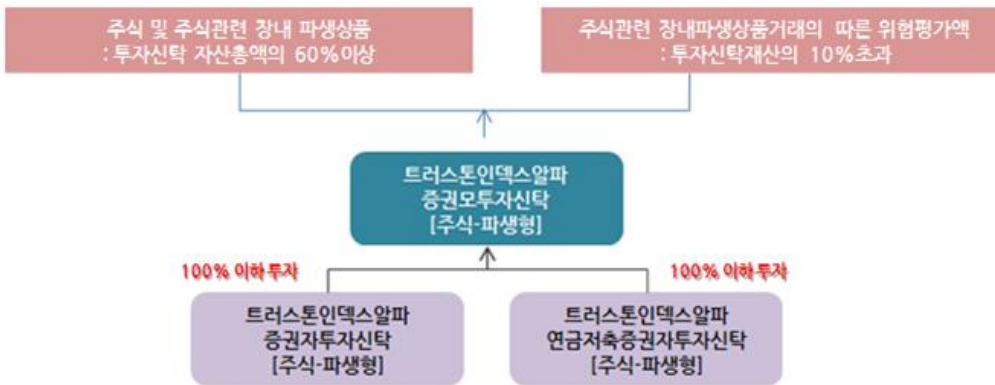 주식 및 주식관련 장내 파생상품
: 투자신탁 자산총액의 60%이상
주식관련 장내파생상품거래의 따른 위험평가액
: 투자신탁재산의 10%초과
트러스톤인덱스알파
증권모투자신탁
[주식-파생형]
100% 이하 투자
100% 이하 투자
트러스톤인덱스알파
증권자투자신탁
[주식-파생형]
트러스톤인덱스알파
연금저축증권자투자신탁
[주식-파생형]